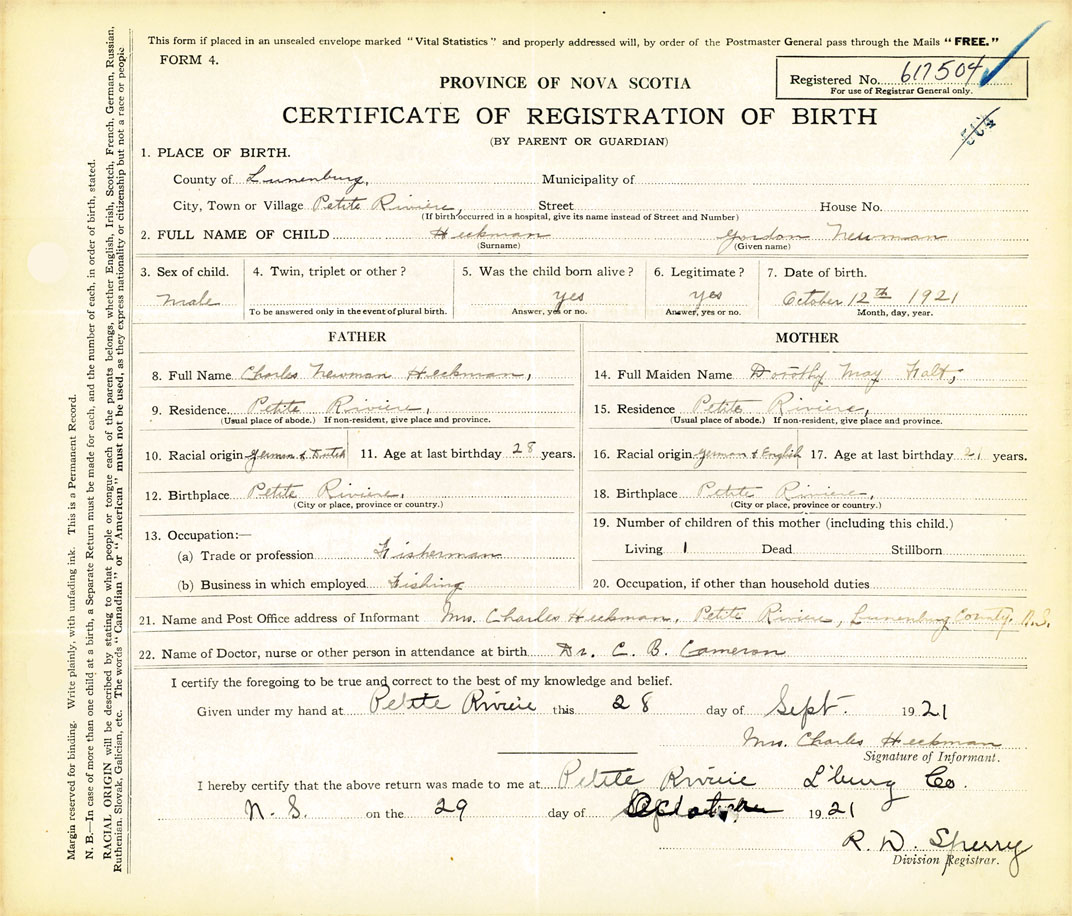 This form if placed in an unsealed envelope marked "Vital Statistics" and properly addressed will, by order of the Postmaster General pass through the Mails "FREE."
FORM 4.
Registered No. 617504
For use of Registrar General only.
PROVINCE OF NOVA SCOTIA
CERTIFICATE OF REGISTRATION OF BIRTH
(BY PARENT OR GUARDIAN)
1. PLACE OF BIRTH.
County of Lunenburg, Municipality of
City, Town or Village Petite Riviere, Street House No.
(If birth occurred in a hospital, give its name instead of Street and Number)
2. FULL NAME OF CHILD Heckman Gordon Newman
(Surname) (Given name)
3. Sex of child. 4. Twin, triplet or other? 5. Was the child born alive? 6. Legitimate? 7. Date of birth.
Male yes yes October 12th 1921
To be answered only in the event of plural birth. Answer, yes or no. Answer, yes or no. Month, day, year.
FATHER
8. Full Name Charles Newman Heckman,
9. Residence Petite Riviere,
(Usual place of abode.) If non-resident, give place and province.
10. Racial origin German & Dutch 11. Age at last birthday 28 years.
12. Birthplace Petite Riviere,
(City or place, province or country.)
13. Occupation:—
(a) Trade or profession Fisherman
(b) Business in which employed Fishing
MOTHER
14. Full Maiden Name Dorothy May
15. Residence Petite Riviere,
(Usual place of abode.) If non-resident, give place and province.
16. Racial origin German & English 17. Age at last birthday 21 years.
18. Birthplace Petite Riviere,
(City or place, province or country.)
19. Number of children of this mother (including this child.)
Living 1 Dead Stillborn
20. Occupation, if other than household duties
21. Name and Post Office address of Informant Mrs. Charles Heckman, Petite Riviere, Lunenburg County, N.S.
22. Name of Doctor, nurse or other person in attendance at birth Dr. C. B. Cameron
I certify the foregoing to be true and correct to the best of my knowledge and belief.
Given under my hand at Petite Riviere this 28 day of Sept. 1921
Mrs. Charles Heckman
Signature of Informant.
I hereby certify that the above return was made to me at Petite Riviere L'burg Co.
N. S. on the 29 day of 1921
R. D. Sperry
Division Registrar.
Margin reserved for binding. Write plainly, with unfading ink. This is a Permanent Record.
N. B.—In case of more than one child at a birth, a Separate Return must be made for each, and the number of each, in order of birth, stated.
RACIAL ORIGIN will be described by stating to what people or tongue each of the parents belongs, whether English, Irish, Scotch, French, German, Russian,
Ruthenian, Slovak, Galician, etc. The words "Canadian" or "American" must not be used, as they express nationality or citizenship but not a race or people